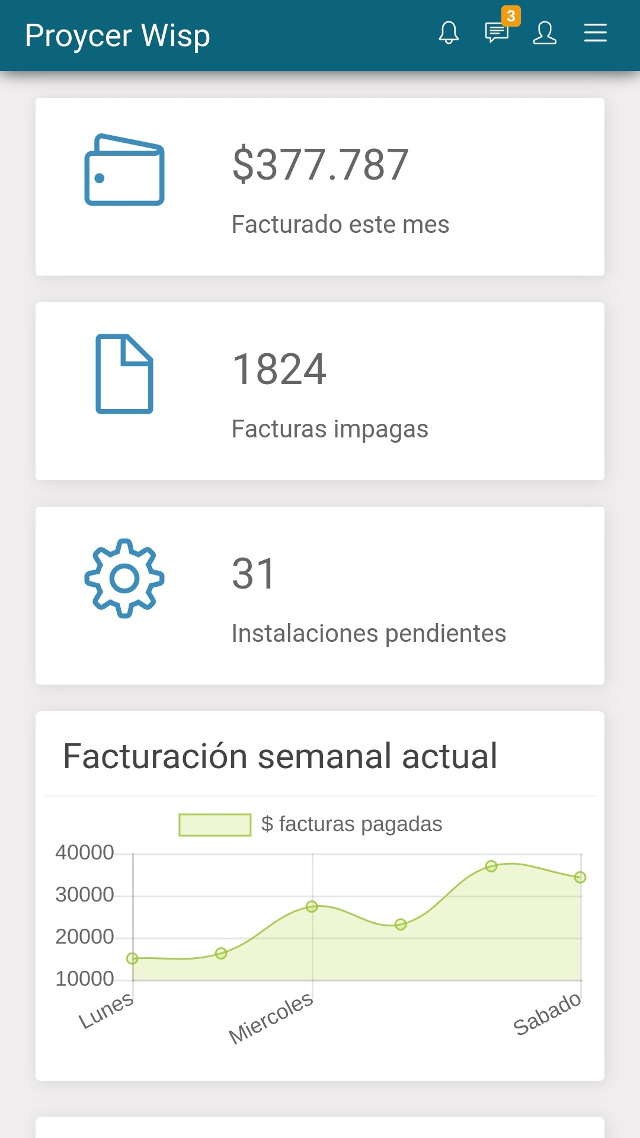 Proycer Wisp
3
$377.787
Facturado este mes
1824
Facturas impagas
31
Instalaciones pendientes
Facturación semanal actual
$ facturas pagadas
40000
30000
20000
10000
Lunes
Miercoles
Sabado